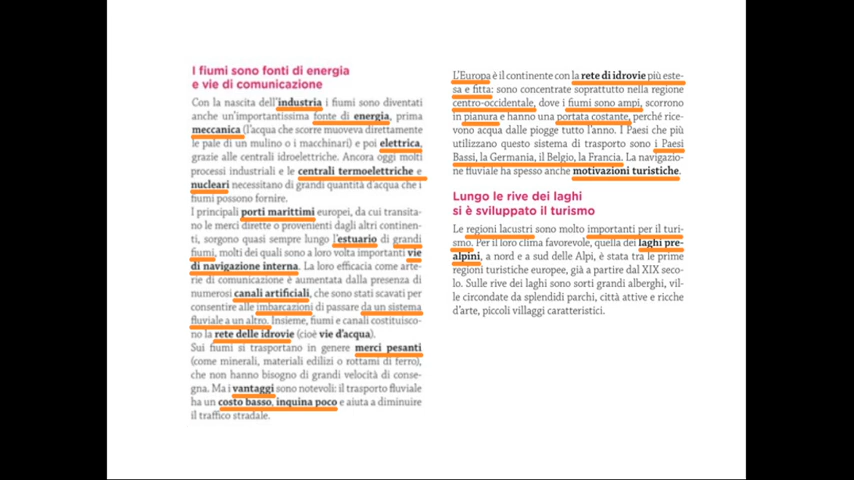 I fiumi sono fonti di energia
e vie di comunicazione
Con la nascita dell'industria i fiumi sono diventati
anche un'importantissima fonte di energia, prima
meccanica (l'acqua che scorre muoveva direttamente
le pale di un mulino o i macchinari) e poi elettrica,
grazie alle centrali idroelettriche. Ancora oggi molti
processi industriali e le centrali termoelettriche e
nucleari necessitano di grandi quantità d'acqua che i
fiumi possono fornire.
I principali porti marittimi europei, da cui transita-
no le merci dirette o provenienti dagli altri continen-
ti, sorgono quasi sempre lungo l'estuario di grandi
fiumi, molti dei quali sono a loro volta importanti vie
di navigazione interna. La loro efficacia come arte-
rie di comunicazione è aumentata dalla presenza di
numerosi canali artificiali, che sono stati scavati per
consentire alle imbarcazioni di passare da un sistema
fluviale a un altro. Insieme, fiumi e canali costituisco-
no la rete delle idrovie (cioè vie d'acqua).
Sui fiumi si trasportano in genere merci pesanti
(come minerali, materiali edilizi o rottami di ferro),
che non hanno bisogno di grandi velocità di conse-
gna. Ma i vantaggi sono notevoli: il trasporto fluviale
ha un costo basso, inquina poco e aiuta a diminuire
il traffico stradale.
L'Europa è il continente con la rete di idrovie più este-
sa e fitta: sono concentrate soprattutto nella regione
centro-occidentale, dove i fiumi sono ampi, scorrono
in pianura e hanno una portata costante, perché rice-
vono acqua dalle piogge tutto l'anno. I Paesi che più
utilizzano questo sistema di trasporto sono i Paesi
Bassi, la Germania, il Belgio, la Francia. La navigazio-
ne fluviale ha spesso anche motivazioni turistiche.
Lungo le rive dei laghi
si è sviluppato il turismo
Le regioni lacustri sono molto importanti per il turi-
smo. Per il loro clima favorevole, quella dei laghi pre-
alpini, a nord e a sud delle Alpi, è stata tra le prime
regioni turistiche europee, già a partire dal XIX seco-
lo. Sulle rive dei laghi sono sorti grandi alberghi, vil-
le circondate da splendidi parchi, città attive e ricche
d'arte, piccoli villaggi caratteristici.